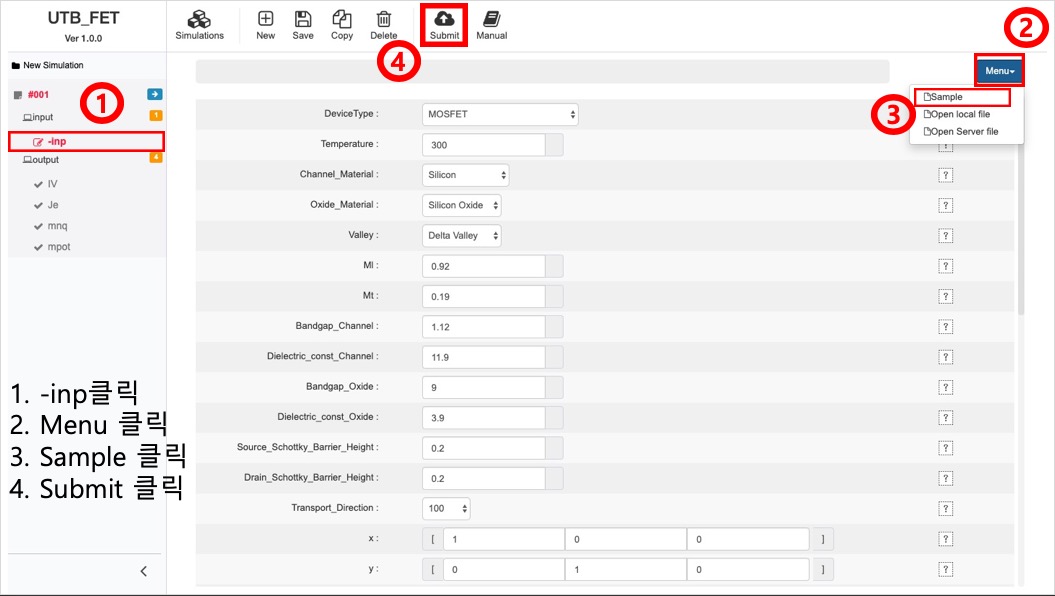 UTB_FET
Ver 1.0.0
Simulations
New
Save
Copy
Delete
Submit
Manual
New Simulation
#001
input
1
-inp
output
4
IV
Je
mnq
mpot
1
2
3
4
Menu
Sample
Open local file
Open Server file
DeviceType : MOSFET
Temperature : 300 ?
Channel_Material : Silicon ?
Oxide_Material : Silicon Oxide ?
Valley : Delta Valley ?
Ml : 0.92 ?
Mt : 0.19 ?
Bandgap_Channel : 1.12 ?
Dielectric_const_Channel : 11.9 ?
Bandgap_Oxide : 9 ?
Dielectric_const_Oxide : 3.9 ?
Source_Schottky_Barrier_Height : 0.2 ?
Drain_Schottky_Barrier_Height : 0.2 ?
Transport_Direction : 100 ?
x : [ 1 0 0 ] ?
y : [ 0 1 0 ] ?
1. -inp클릭
2. Menu 클릭
3. Sample 클릭
4. Submit 클릭